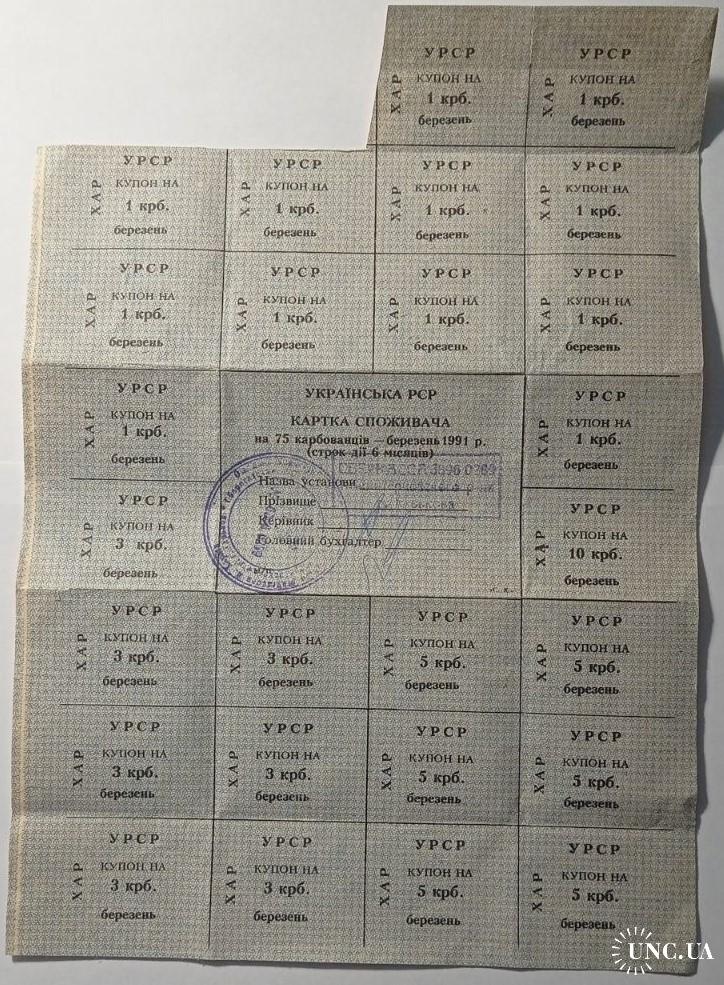 УРСР
ХАР
КУПОН НА
1 крб.
березень
УРСР
ХАР
КУПОН НА
1 крб.
березень
УРСР
ХАР
КУПОН НА
1 крб.
березень
УРСР
ХАР
КУПОН НА
1 крб.
березень
УРСР
ХАР
КУПОН НА
1 крб.
березень
УРСР
ХАР
КУПОН НА
1 крб.
березень
УРСР
ХАР
КУПОН НА
1 крб.
березень
УРСР
ХАР
КУПОН НА
1 крб.
березень
УРСР
ХАР
КУПОН НА
1 крб.
березень
УРСР
ХАР
КУПОН НА
1 крб.
березень
УРСР
ХАР
КУПОН НА
1 крб.
березень
УКРАЇНСЬКА РСР
КАРТКА СПОЖИВАЧА
на 75 карбованців — березень 1991 р.
(строк дії 6 місяців)
Назва установи
Прізвище
Керівник
Головний бухгалтер
УРСР
ХАР
КУПОН НА
1 крб.
березень
УРСР
КУПОН НА
3 крб.
березень
УРСР
ХАР
КУПОН НА
10 крб.
березень
УРСР
ХАР
КУПОН НА
3 крб.
березень
УРСР
ХАР
КУПОН НА
3 крб.
березень
УРСР
ХАР
КУПОН НА
5 крб.
березень
УРСР
ХАР
КУПОН НА
5 крб.
березень
УРСР
ХАР
КУПОН НА
3 крб.
березень
УРСР
ХАР
КУПОН НА
3 крб.
березень
УРСР
ХАР
КУПОН НА
5 крб.
березень
УРСР
ХАР
КУПОН НА
5 крб.
березень
УРСР
ХАР
КУПОН НА
3 крб.
березень
УРСР
ХАР
КУПОН НА
3 крб.
березень
УРСР
ХАР
КУПОН НА
5 крб.
березень
УРСР
ХАР
КУПОН НА
5 крб.
березень
UNC.UA